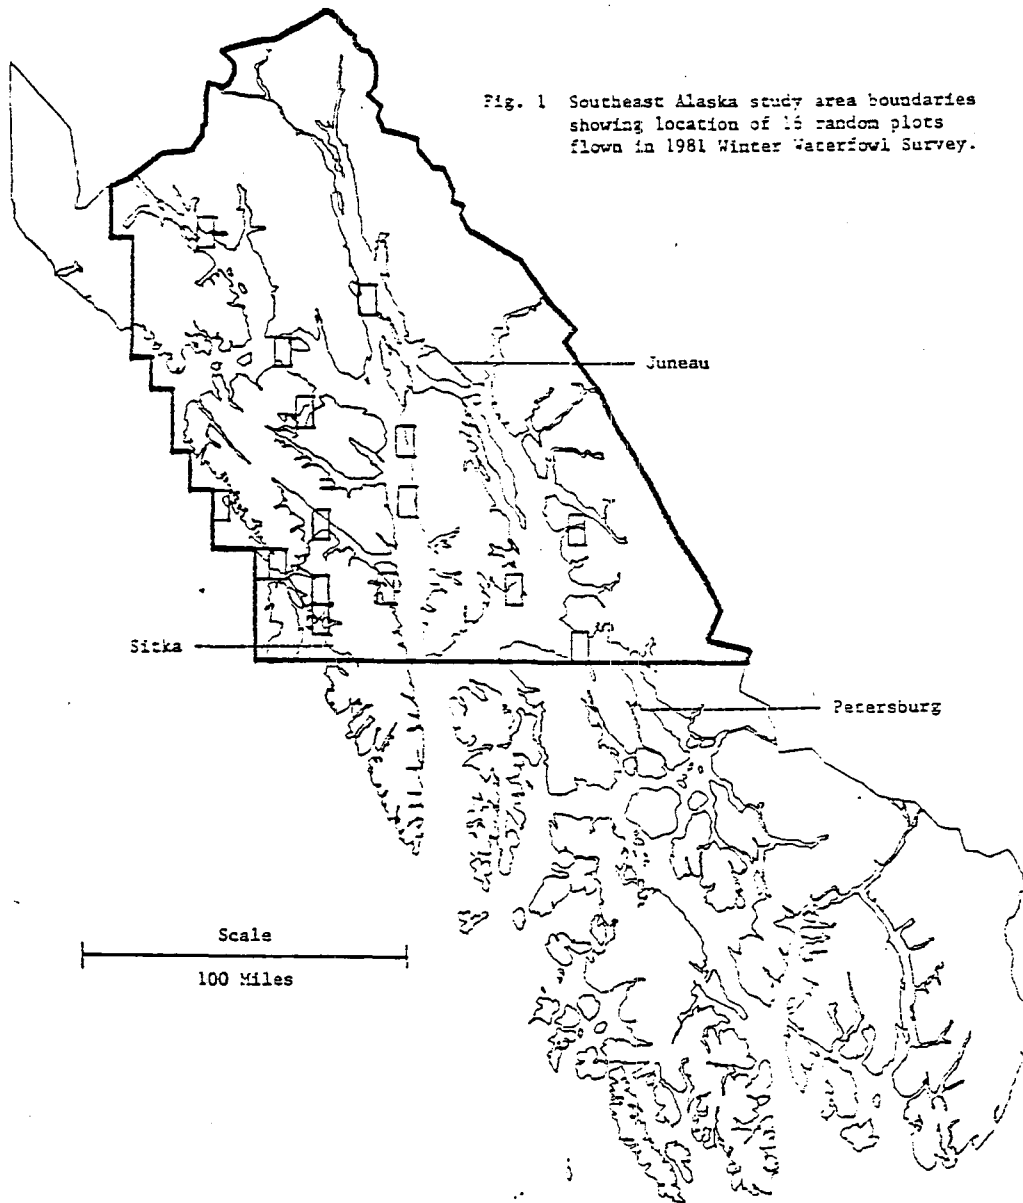 Fig. 1 Southeast Alaska study area boundaries
showing location of 16 random plots
flown in 1981 Winter Waterfowl Survey.
Juneau
Sitka
Petersburg
Scale
100 Miles